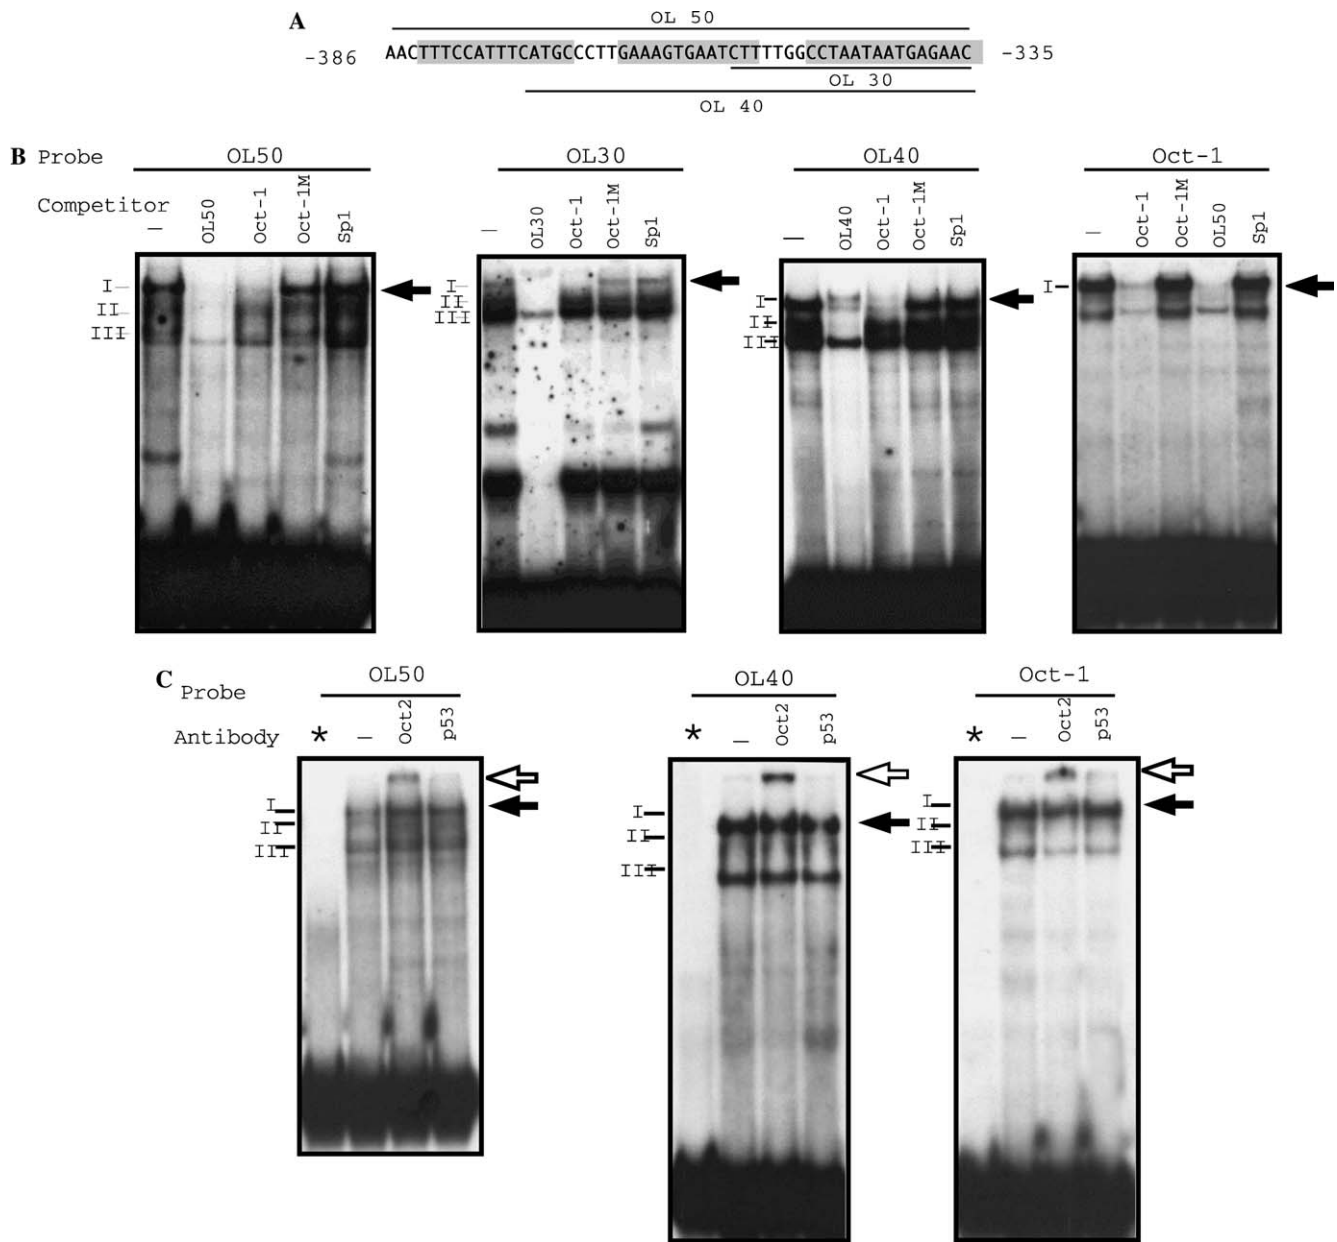 A
OL 50
-386 AACTTTCCATTTCATGCCCTTGAAAGTGAATCTTTTGGCCTAATAATGAGAAC -335
OL 30
OL 40
B Probe OL50 OL30 OL40 Oct-1
Competitor
— OL50 Oct-1 Oct-1M Sp1
— OL30 Oct-1 Oct-1M Sp1
— OL40 Oct-1 Oct-1M Sp1
— Oct-1 Oct-1M OL50 Sp1
I
II
III
I
II
III
I
II
III
I
C Probe OL50 OL40 Oct-1
Antibody
* — Oct2 p53
* — Oct2 p53
* — Oct2 p53
I
II
III
I
II
III
I
II
III